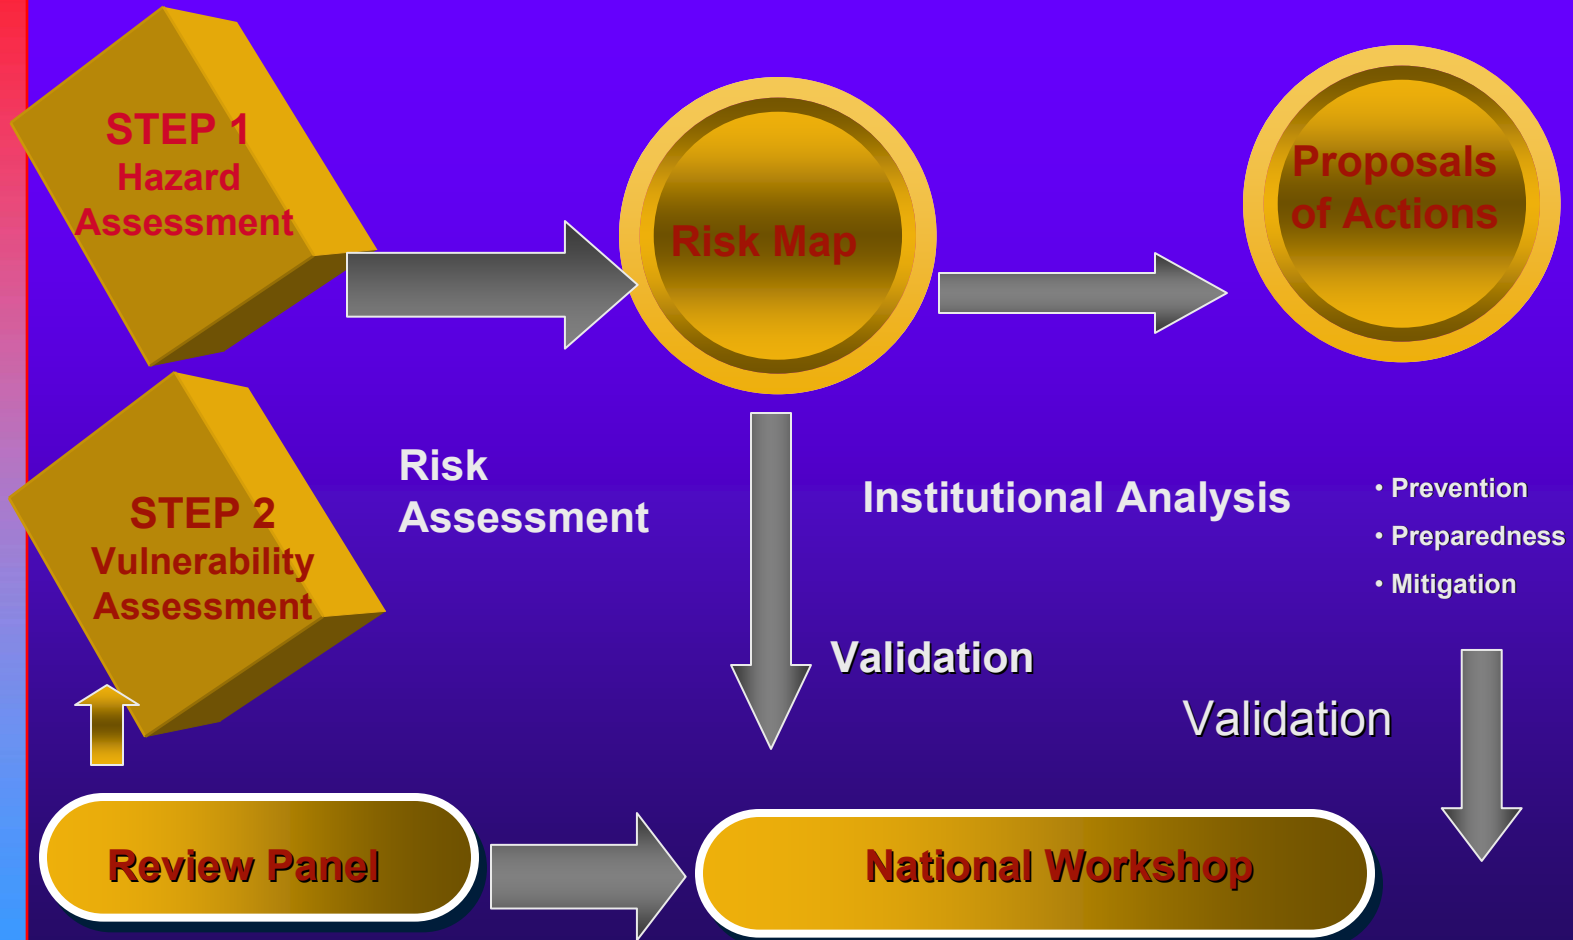 STEP 1
Hazard
Assessment
Risk Map
Proposals
of Actions
Risk
Assessment
Institutional Analysis
• Prevention
• Preparedness
• Mitigation
STEP 2
Vulnerability
Assessment
Validation
Validation
Review Panel
National Workshop